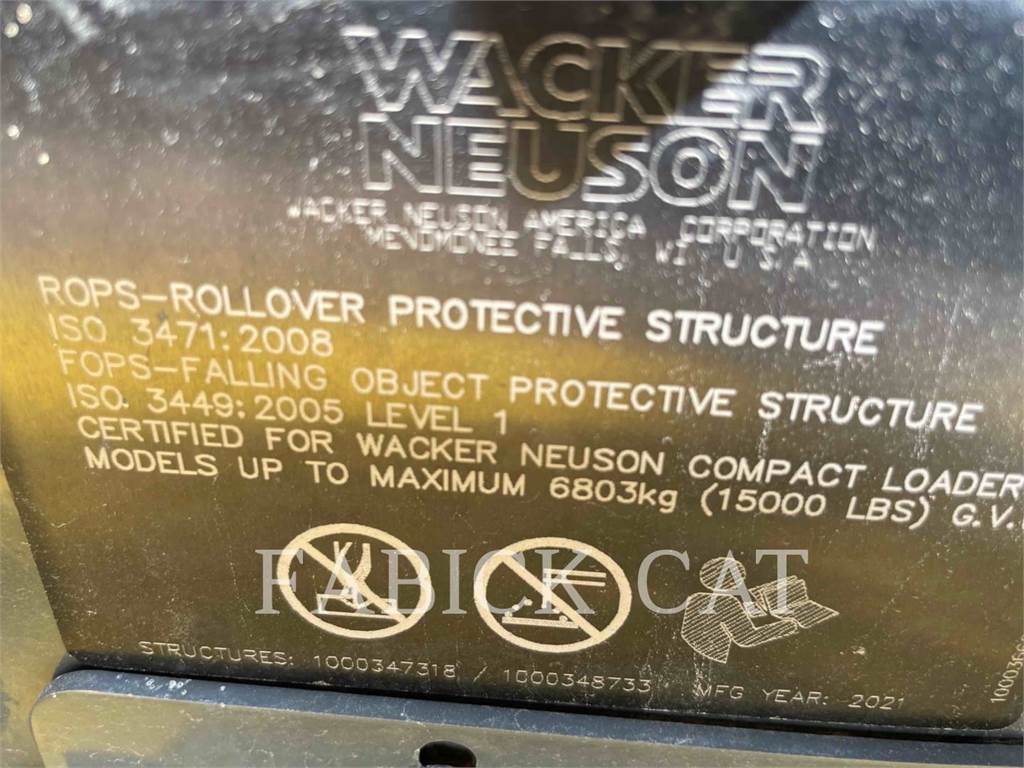 WACKER
NEUSON
WACKER NEUSON AMERICA CORPORATION
MENOMONEE FALLS, WI U S A
ROPS-ROLLOVER PROTECTIVE STRUCTURE
ISO 3471:2008
FOPS-FALLING OBJECT PROTECTIVE STRUCTURE
ISO 3449:2005 LEVEL 1
CERTIFIED FOR WACKER NEUSON COMPACT LOADER
MODELS UP TO MAXIMUM 6803kg (15000 LBS) G.V.
FABICK CAT
STRUCTURES: 1000347318 / 1000348733 MFG YEAR: 2021